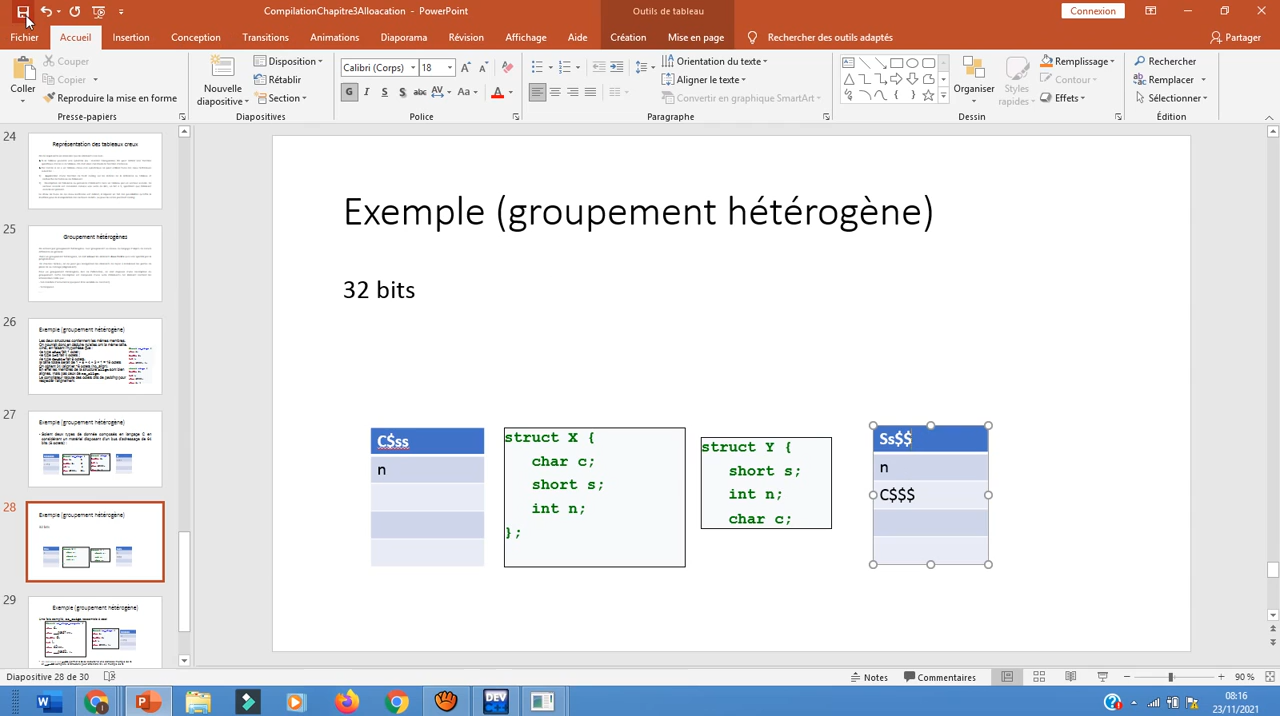 CompilationChapitre3Alloacation - PowerPoint
Outils de tableau
Connexion
Fichier
Accueil
Insertion
Conception
Transitions
Animations
Diaporama
Révision
Affichage
Aide
Création
Mise en page
Rechercher des outils adaptés
Partager
Coller
Couper
Copier
Reproduire la mise en forme
Presse-papiers
Nouvelle diapositive
Disposition
Rétablir
Section
Diapositives
Calibri (Corps)
18
G I S S abc AV Aa A
Police
Orientation du texte
Aligner le texte
Convertir en graphique SmartArt
Paragraphe
Organiser
Styles rapides
Remplissage
Contour
Effets
Dessin
Rechercher
Remplacer
Sélectionner
Édition
24
Représentation des tableaux creux
25
Groupement hétérogènes
26
Exemple (groupement hétérogène)
27
Exemple (groupement hétérogène)
28
Exemple (groupement hétérogène)
32 bits
29
Exemple (groupement hétérogène)
Exemple (groupement hétérogène)
32 bits
C$ss
n
struct X {
char c;
short s;
int n;
};
struct Y {
short s;
int n;
char c;
Ss$$
n
C$$$
Diapositive 28 de 30
Notes
Commentaires
90 %
08:16
23/11/2021